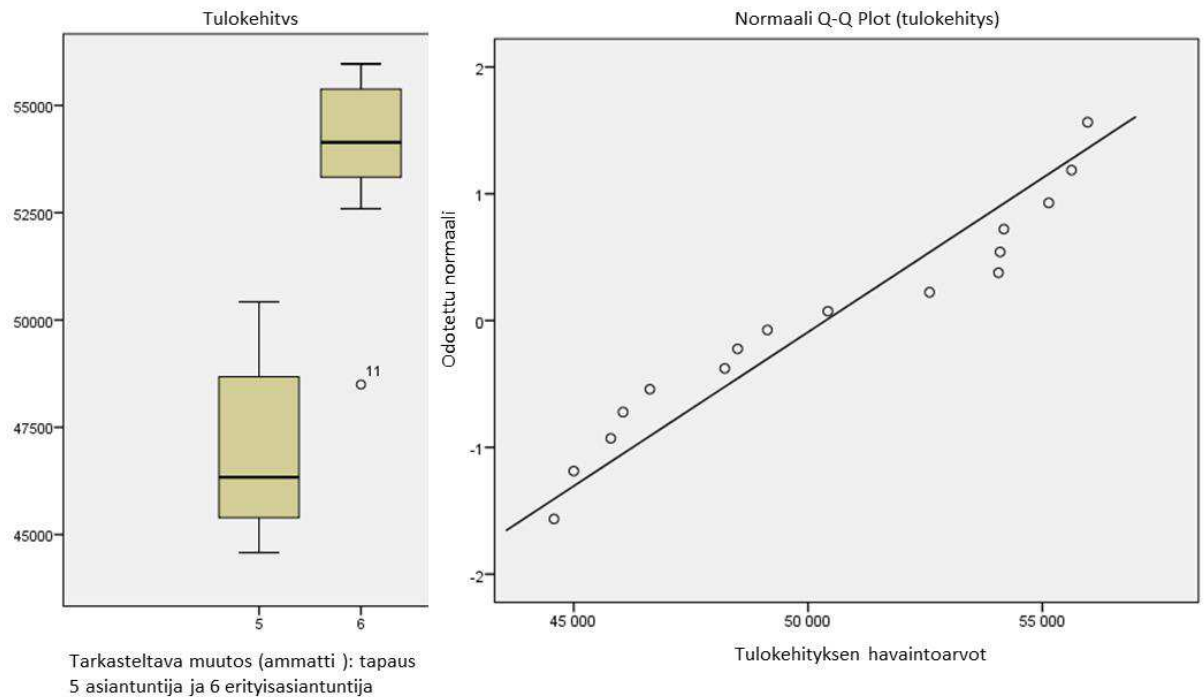 Tulokehitvs
55000
52500
50000
47500
45000
11
5
6
Tarkasteltava muutos (ammatti ): tapaus
5 asiantuntija ja 6 erityisasiantuntija
Normaali Q-Q Plot (tulokehitys)
Odotettu normaali
2
1
0
-1
-2
45 000
50 000
55 000
Tulokehityksen havaintoarvot